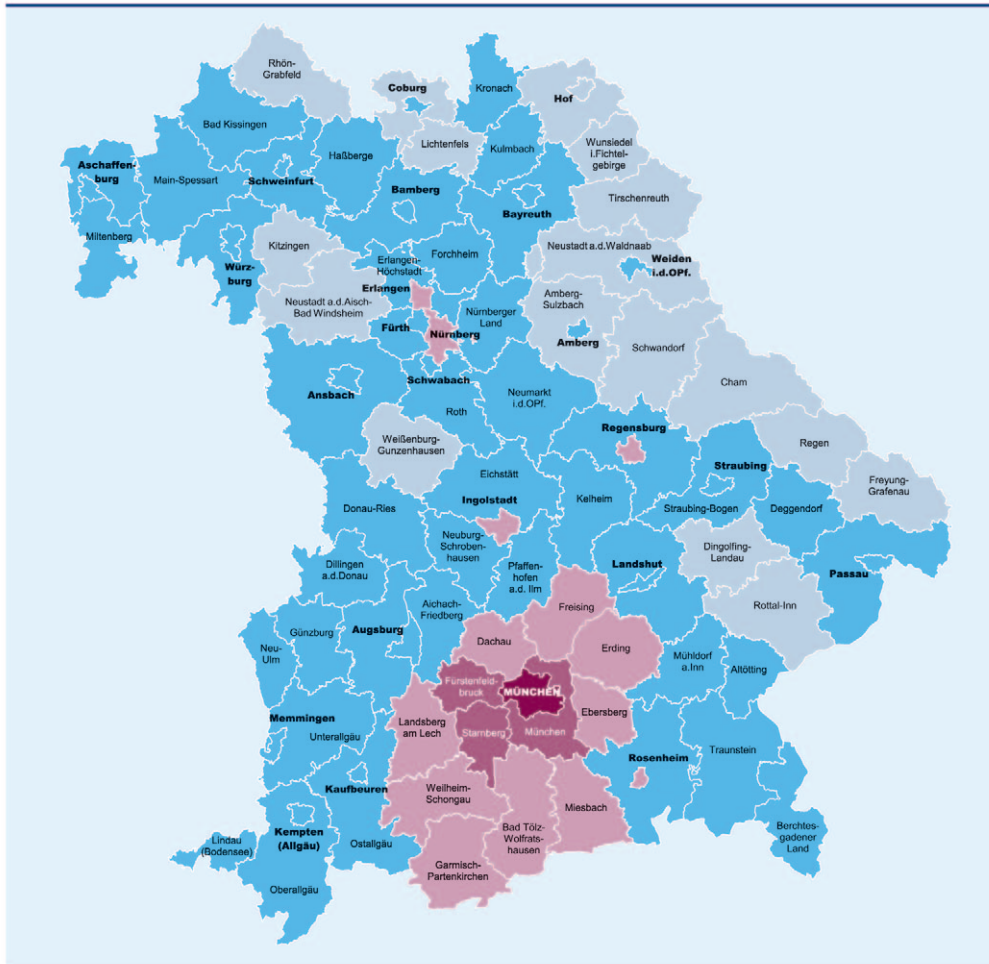 Rhön-
Grabfeld
Coburg
Kronach
Hof
Bad Kissingen
Lichtenfels
Kulmbach
Wunsiedel
i.Fichtel-
gebirge
Haßberge
Aschaffen-
burg
Main-Spessart
Schweinfurt
Bamberg
Bayreuth
Tirschenreuth
Miltenberg
Würz-
burg
Kitzingen
Erlangen-
Höchstadt
Forchheim
Neustadt a.d.Waldnaab
Weiden
i.d.OPf.
Erlangen
Neustadt a.d.Aisch-
Bad Windsheim
Amberg-
Sulzbach
Nürnberger
Land
Fürth
Nürnberg
Amberg
Schwandorf
Schwabach
Ansbach
Neumarkt
i.d.OPf.
Cham
Roth
Regensburg
Weißenburg-
Gunzenhausen
Regen
Straubing
Eichstätt
Freyung-
Grafenau
Ingolstadt
Kelheim
Donau-Ries
Straubing-Bogen
Deggendorf
Neuburg-
Schroben-
hausen
Dingolfing-
Landau
Dillingen
a.d.Donau
Pfaffen-
hofen
a.d. Ilm
Landshut
Passau
Aichach-
Friedberg
Freising
Rottal-Inn
Günzburg
Augsburg
Dachau
Erding
Neu-
Ulm
Mühldorf
a.Inn
Altötting
Fürstenfeld-
bruck
MÜNCHEN
Memmingen
Landsberg
am Lech
Ebersberg
Starnberg
München
Unterallgäu
Rosenheim
Traunstein
Kaufbeuren
Weilheim-
Schongau
Miesbach
Kempten
(Allgäu)
Bad Tölz-
Wolfrats-
hausen
Berchtes-
gadener
Land
Lindau
(Bodensee)
Ostallgäu
Garmisch-
Partenkirchen
Oberallgäu